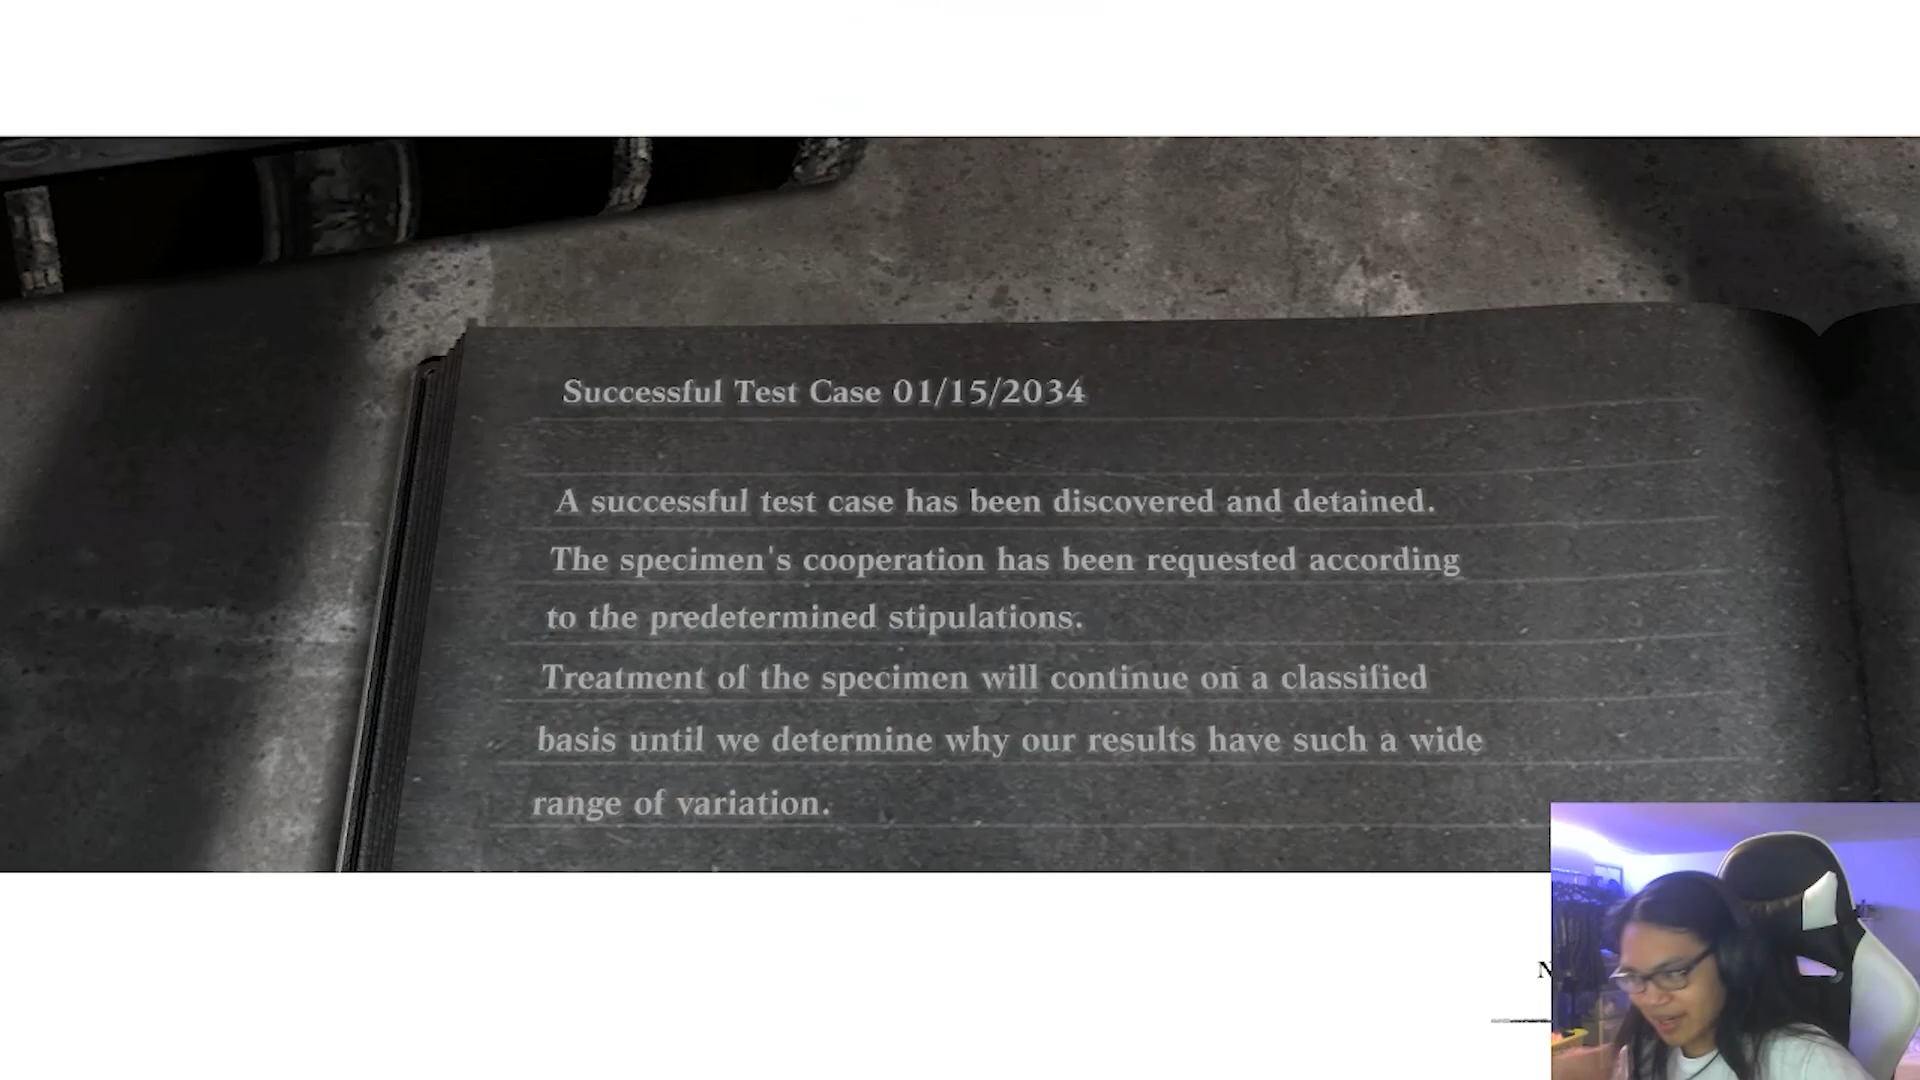 Successful Test Case 01/15/2034
A successful test case has been discovered and detained.
The specimen's cooperation has been requested according
to the predetermined stipulations.
Treatment of the specimen will continue on a classified
basis until we determine why our results have such a wide
range of variation.